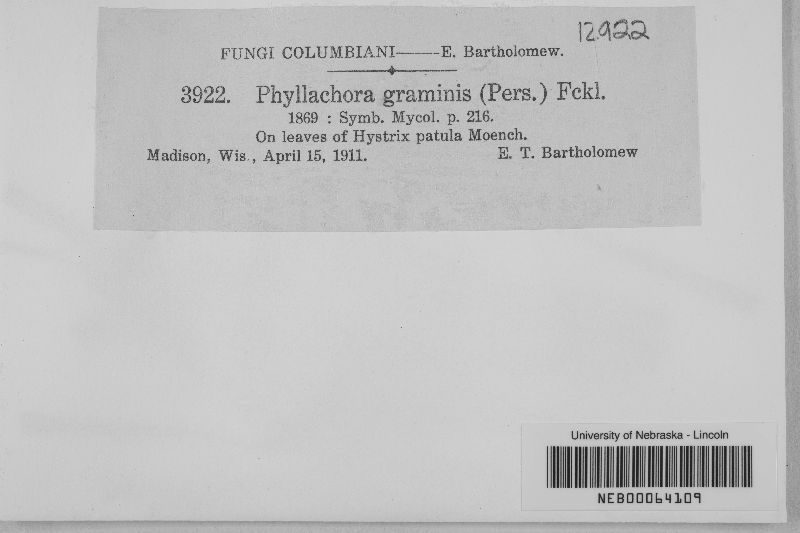 12922
FUNGI COLUMBIANI——E. Bartholomew.
3922. Phyllachora graminis (Pers.) Fckl.
1869 : Symb. Mycol. p. 216.
On leaves of Hystrix patula Moench.
Madison, Wis., April 15, 1911. E. T. Bartholomew
University of Nebraska - Lincoln
NEB00064109